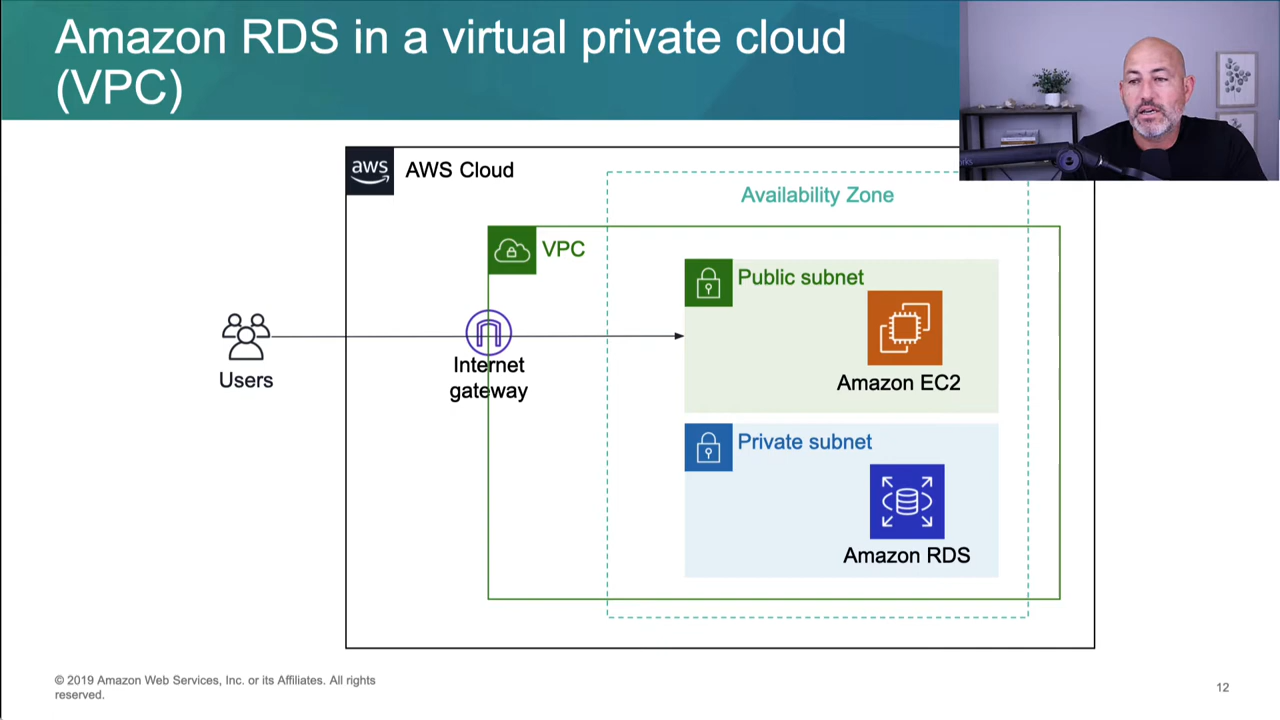 Amazon RDS in a virtual private cloud
(VPC)
aws
AWS Cloud
Availability Zone
VPC
Public subnet
Amazon EC2
Users
Internet
gateway
Private subnet
Amazon RDS
© 2019 Amazon Web Services, Inc. or its Affiliates. All rights
reserved.
12